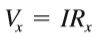 Vₓ = IRₓ